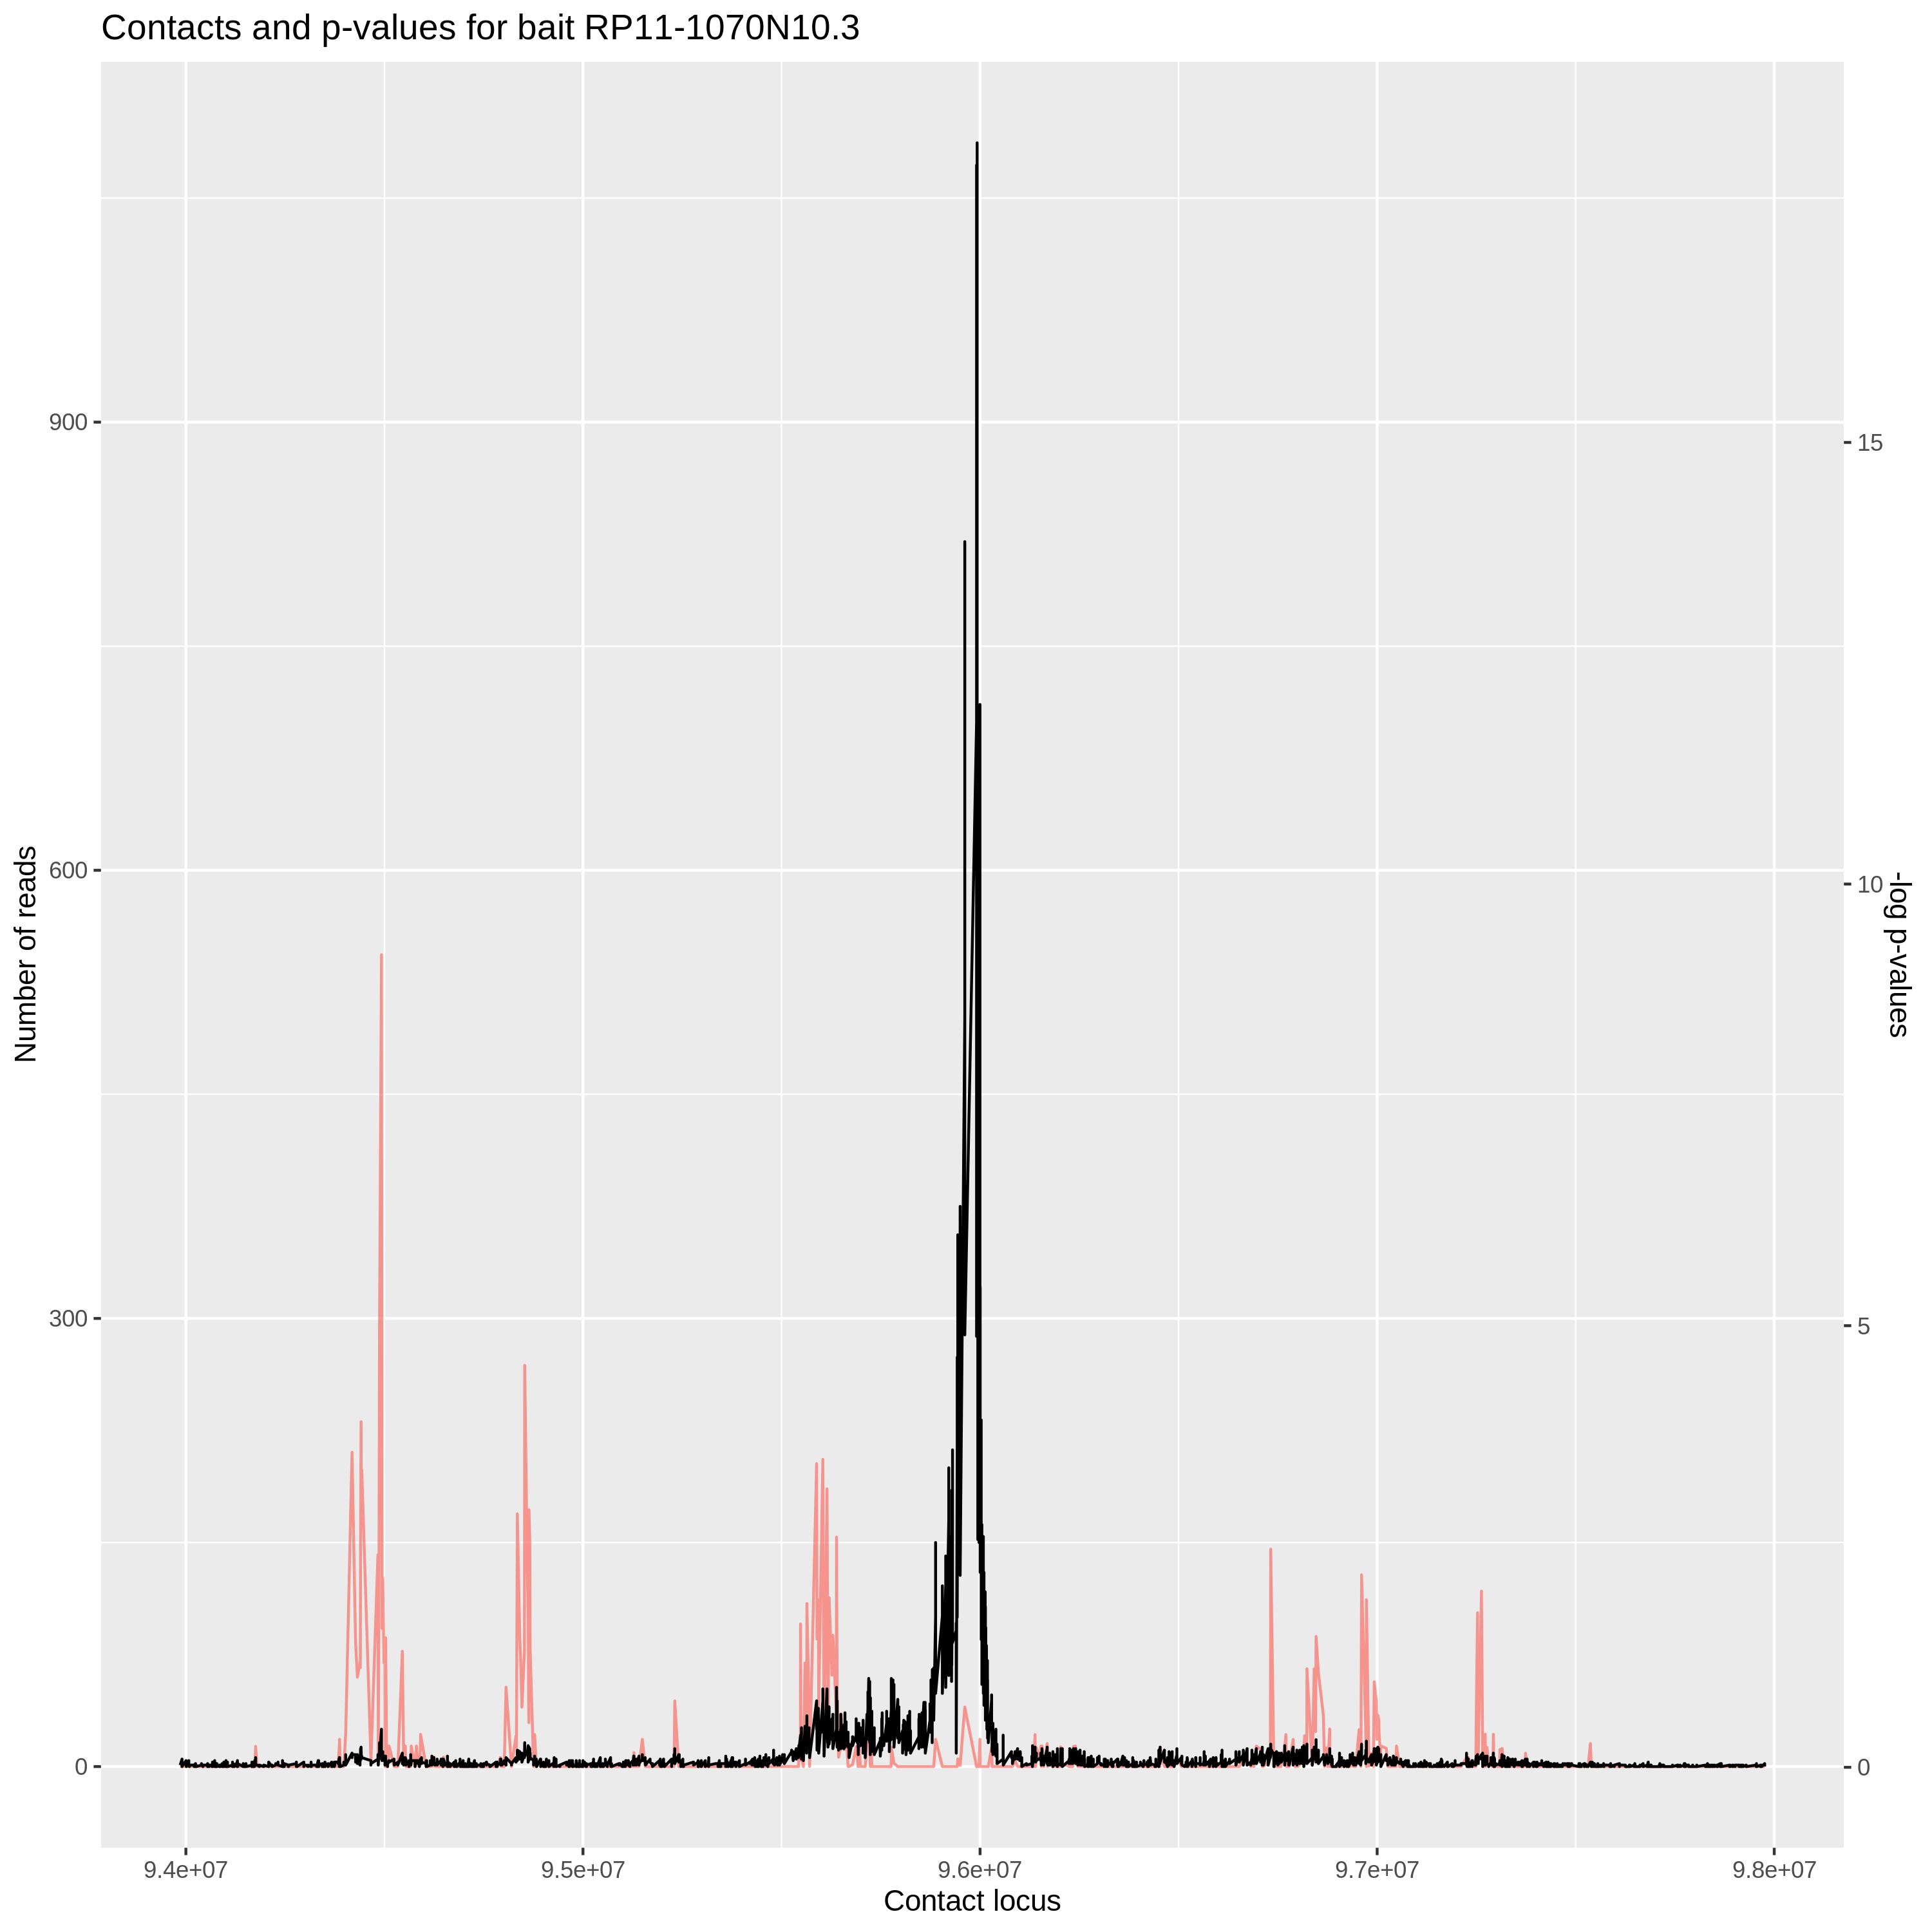 Contacts and p-values for bait RP11-1070N10.3
900
600
300
0
Number of reads
15
10
5
0
-log p-values
9.4e+07
9.5e+07
9.6e+07
9.7e+07
9.8e+07
Contact locus